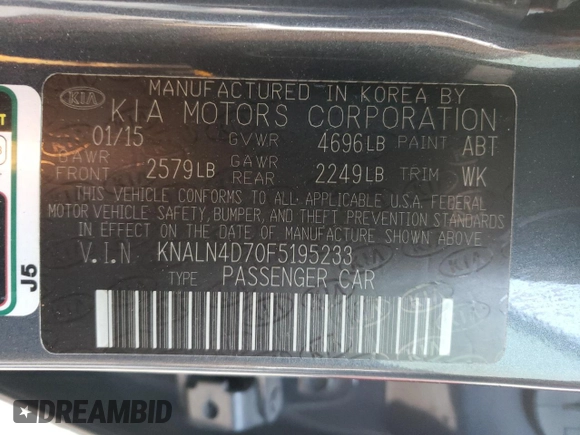 MANUFACTURED IN KOREA BY
KIA KIA MOTORS CORPORATION
01/15 GVWR 4696LB PAINT ABT
GAWR FRONT 2579LB GAWR REAR 2249LB TRIM WK
THIS VEHICLE CONFORMS TO ALL APPLICABLE U.S.A. FEDERAL
MOTOR VEHICLE SAFETY, BUMPER, AND THEFT PREVENTION STANDARDS
IN EFFECT ON THE DATE OF MANUFACTURE SHOWN ABOVE.
V.I.N KNALN4D70F5195233
TYPE PASSENGER CAR
J5
DREAMBID